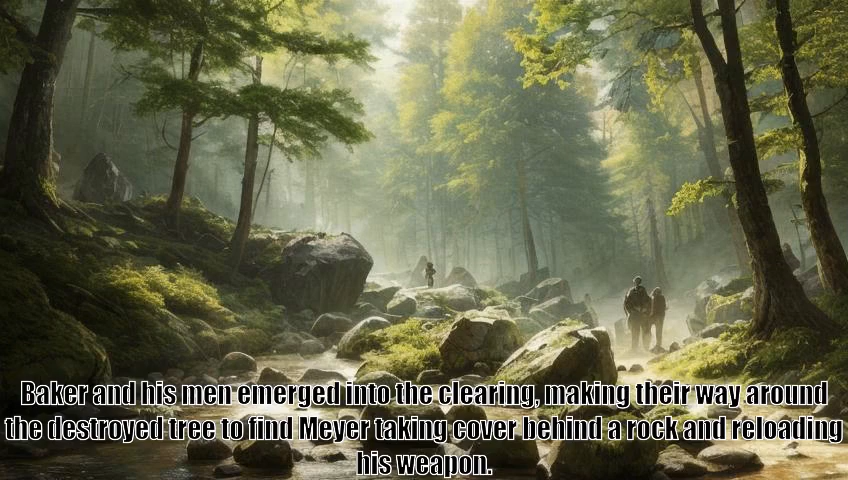 Baker and his men emerged into the clearing, making their way around
the destroyed tree to find Meyer taking cover behind a rock and reloading
his weapon.